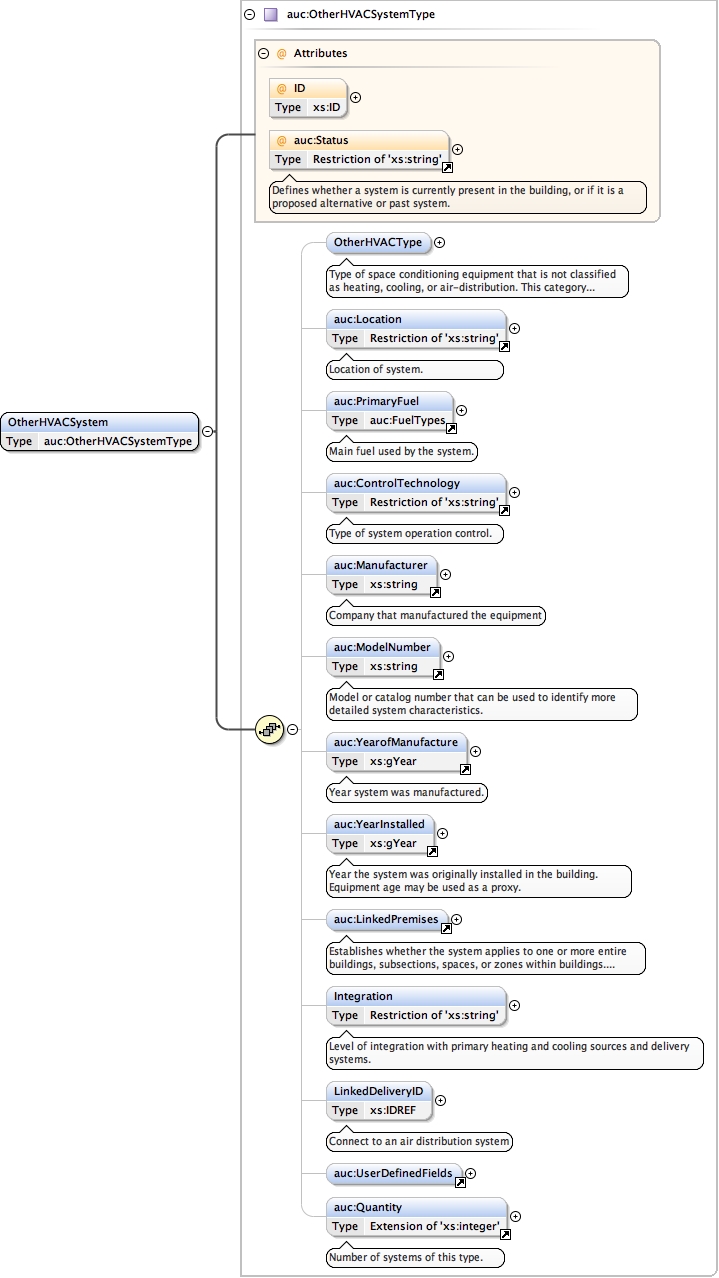 auc:OtherHVACSystemType
@ Attributes
@ ID
Type xs:ID
@ auc:Status
Type Restriction of 'xs:string'
Defines whether a system is currently present in the building, or if it is a
proposed alternative or past system.
OtherHVACType
Type of space conditioning equipment that is not classified
as heating, cooling, or air-distribution. This category...
auc:Location
Type Restriction of 'xs:string'
Location of system.
auc:PrimaryFuel
Type auc:FuelTypes
Main fuel used by the system.
OtherHVACSystem
Type auc:OtherHVACSystemType
auc:ControlTechnology
Type Restriction of 'xs:string'
Type of system operation control.
auc:Manufacturer
Type xs:string
Company that manufactured the equipment
auc:ModelNumber
Type xs:string
Model or catalog number that can be used to identify more
detailed system characteristics.
auc:YearofManufacture
Type xs:gYear
Year system was manufactured.
auc:YearInstalled
Type xs:gYear
Year the system was originally installed in the building.
Equipment age may be used as a proxy.
auc:LinkedPremises
Establishes whether the system applies to one or more entire
buildings, subsections, spaces, or zones within buildings....
Integration
Type Restriction of 'xs:string'
Level of integration with primary heating and cooling sources and delivery
systems.
LinkedDeliveryID
Type xs:IDREF
Connect to an air distribution system
auc:UserDefinedFields
auc:Quantity
Type Extension of 'xs:integer'
Number of systems of this type.